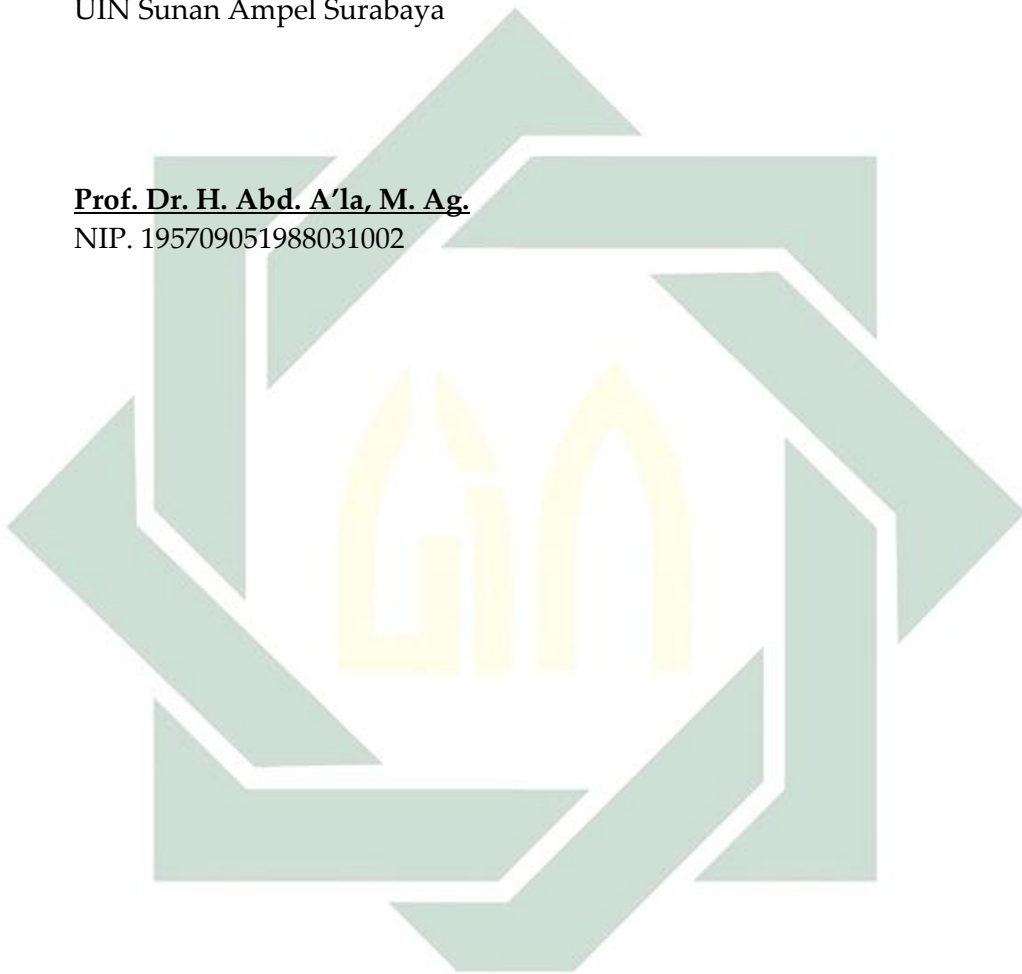 UIN Sunan Ampel Surabaya
Prof. Dr. H. Abd. A’la, M. Ag.
NIP. 195709051988031002